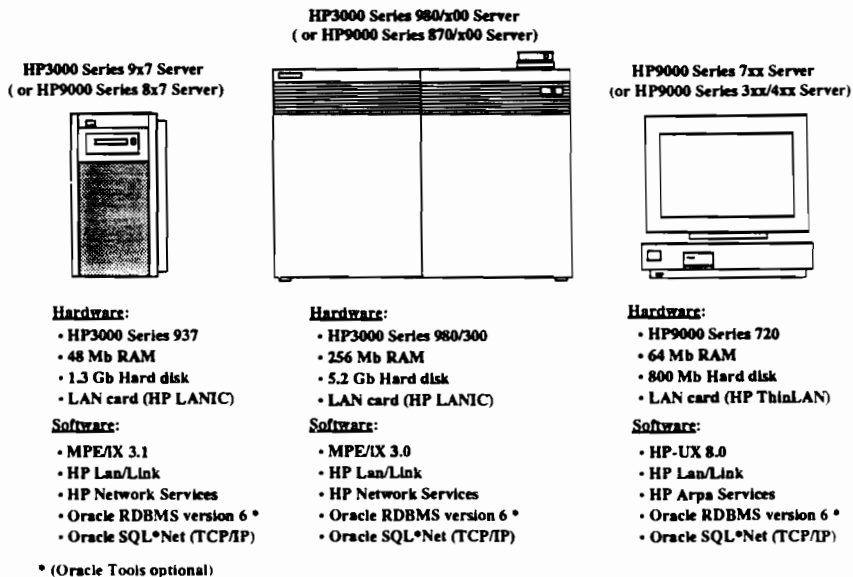 HP3000 Series 980/x00 Server
( or HP9000 Series 870/x00 Server)
HP3000 Series 9x7 Server
( or HP9000 Series 8x7 Server)
HP9000 Series 7xx Server
(or HP9000 Series 3xx/4xx Server)
Hardware:
• HP3000 Series 937
• 48 Mb RAM
• 1.3 Gb Hard disk
• LAN card (HP LANIC)
Software:
• MPE/iX 3.1
• HP Lan/Link
• HP Network Services
• Oracle RDBMS version 6 *
• Oracle SQL*Net (TCP/IP)
Hardware:
• HP3000 Series 980/300
• 256 Mb RAM
• 5.2 Gb Hard disk
• LAN card (HP LANIC)
Software:
• MPE/iX 3.0
• HP Lan/Link
• HP Network Services
• Oracle RDBMS version 6 *
• Oracle SQL*Net (TCP/IP)
Hardware:
• HP9000 Series 720
• 64 Mb RAM
• 800 Mb Hard disk
• LAN card (HP ThinLAN)
Software:
• HP-UX 8.0
• HP Lan/Link
• HP Arpa Services
• Oracle RDBMS version 6 *
• Oracle SQL*Net (TCP/IP)
* (Oracle Tools optional)